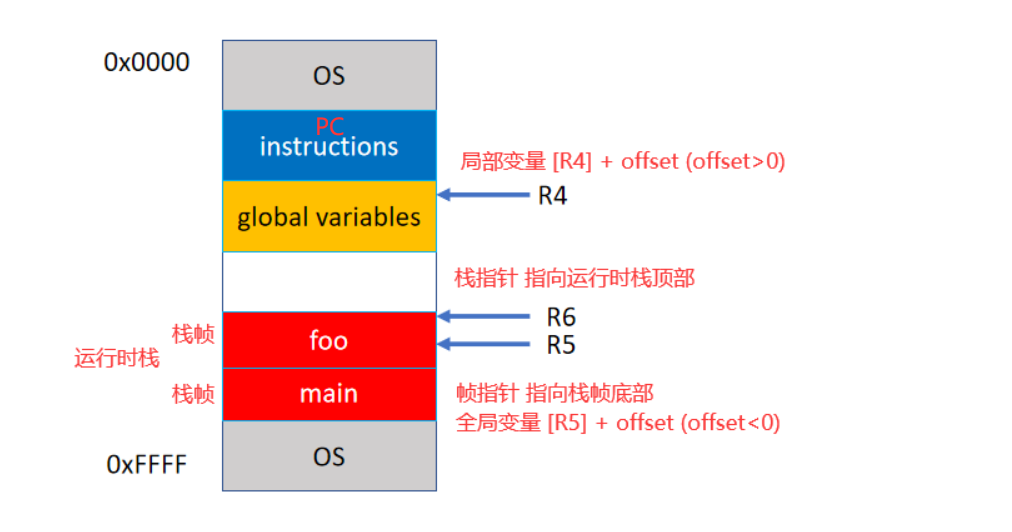 0x0000
OS
PC
instructions
局部变量 [R4] + offset (offset>0)
R4
global variables
栈指针 指向运行时栈顶部
R6
栈帧
foo
R5
运行时栈
栈帧
main
帧指针 指向栈帧底部
全局变量 [R5] + offset (offset<0)
0xFFFF
OS